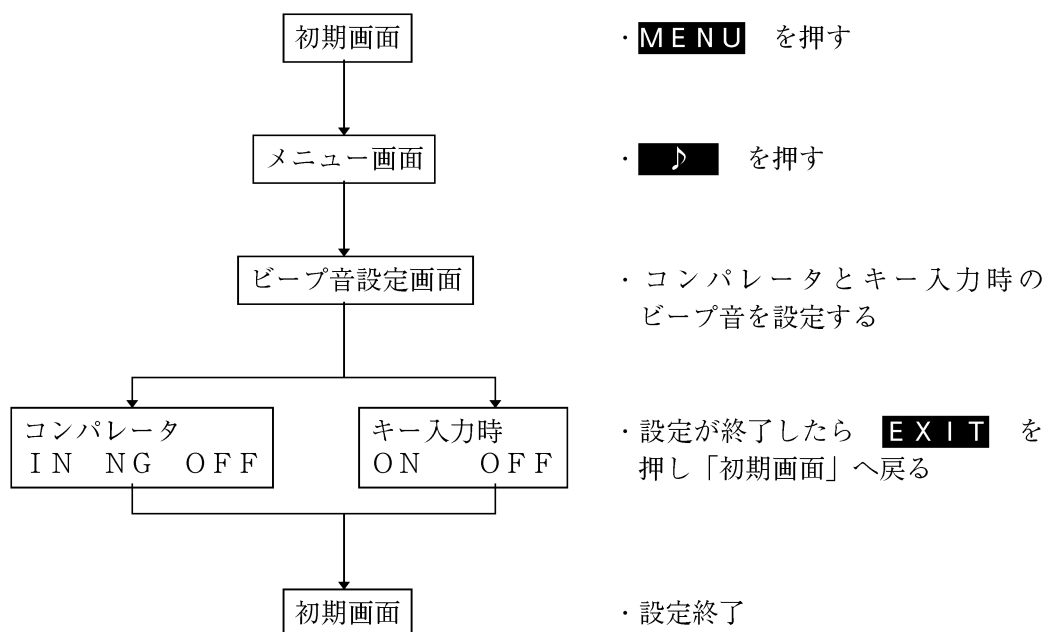 初期画面
・MENU を押す
メニュー画面
・♪ を押す
ビープ音設定画面
・コンパレータとキー入力時の
ビープ音を設定する
コンパレータ
IN NG OFF
キー入力時
ON OFF
・設定が終了したら EXIT を
押し「初期画面」へ戻る
初期画面
・設定終了